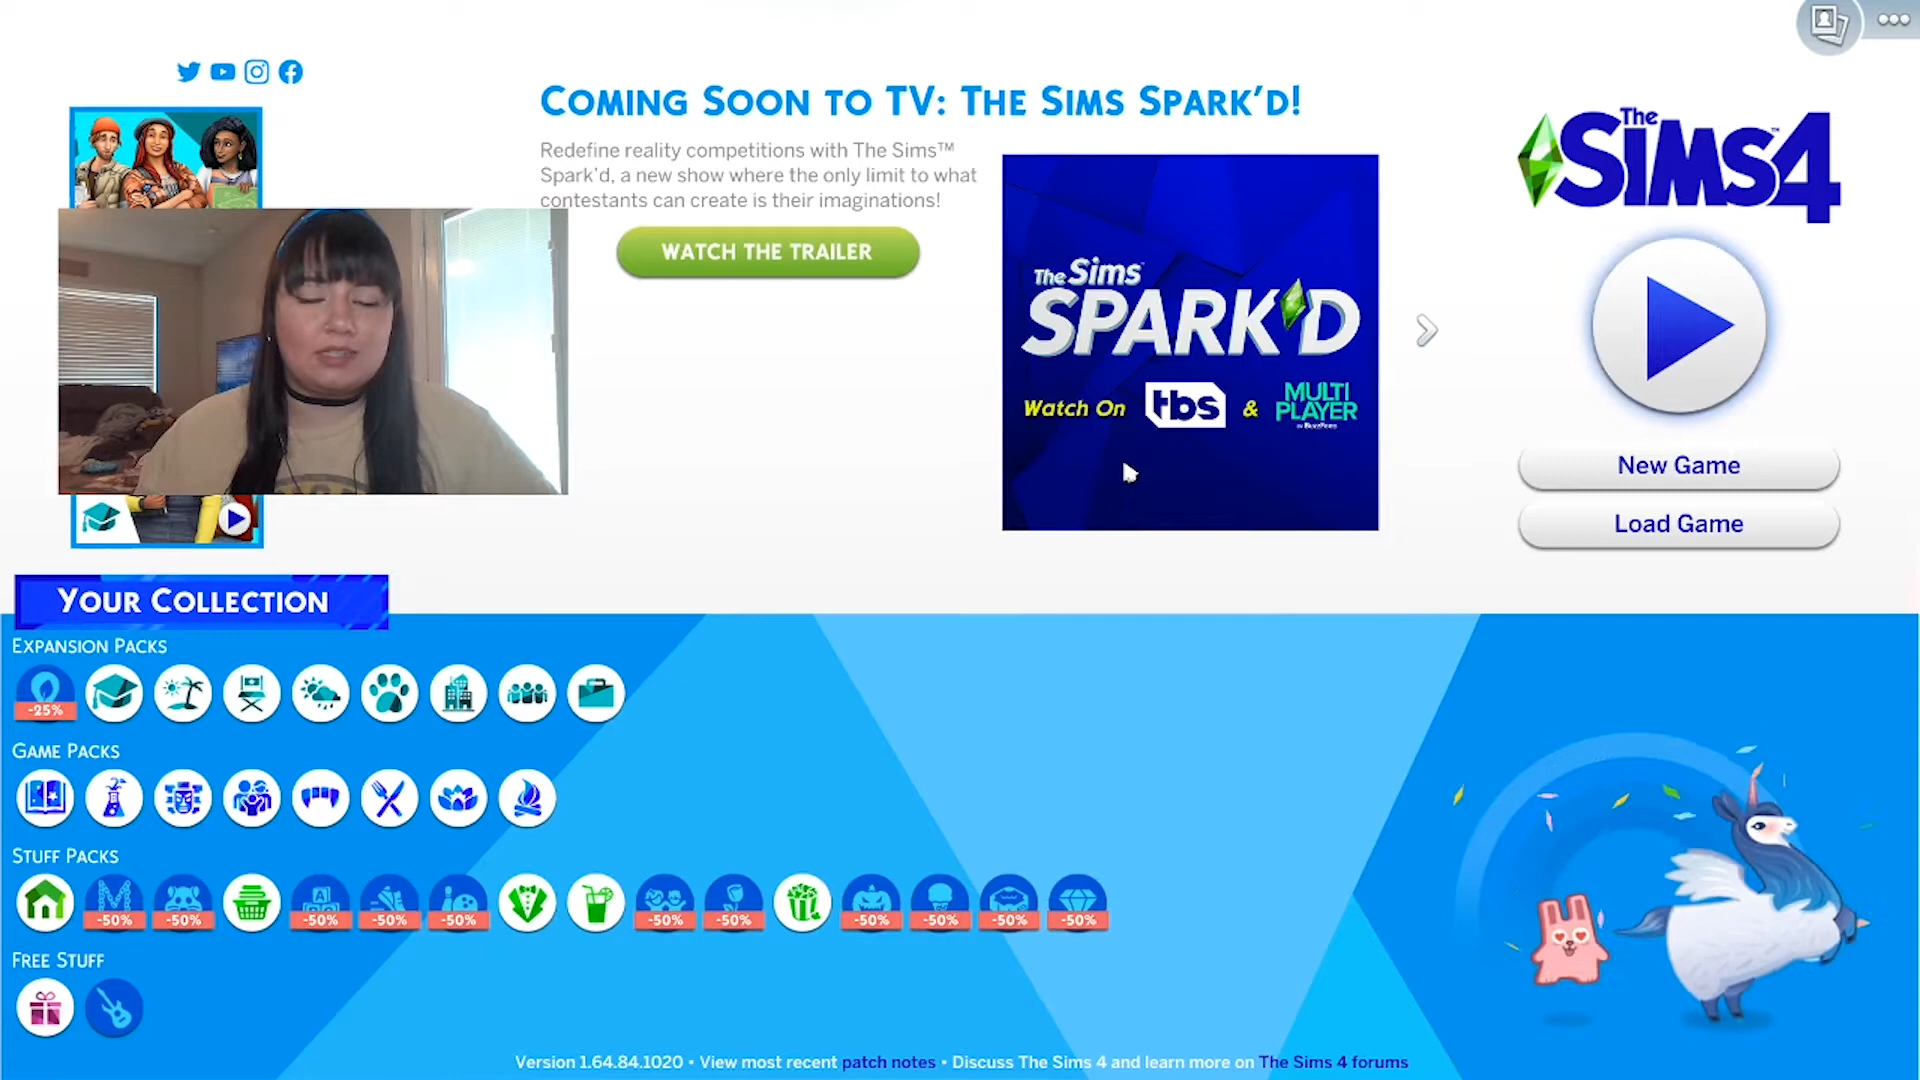 COMING SOON TO TV: THE SIMS SPARK'D!
Redefine reality competitions with The Sims™
Spark'd, a new show where the only limit to what
contestants can create is their imaginations!
WATCH THE TRAILER
The Sims
SPARK'D
Watch On tbs & MULTI PLAYER
BY BuzzFeed
The SIMS 4
New Game
Load Game
YOUR COLLECTION
EXPANSION PACKS
-25%
GAME PACKS
STUFF PACKS
-50% -50% -50% -50% -50% -50% -50% -50% -50% -50% -50%
FREE STUFF
Version 1.64.84.1020 • View most recent patch notes • Discuss The Sims 4 and learn more on The Sims 4 forums